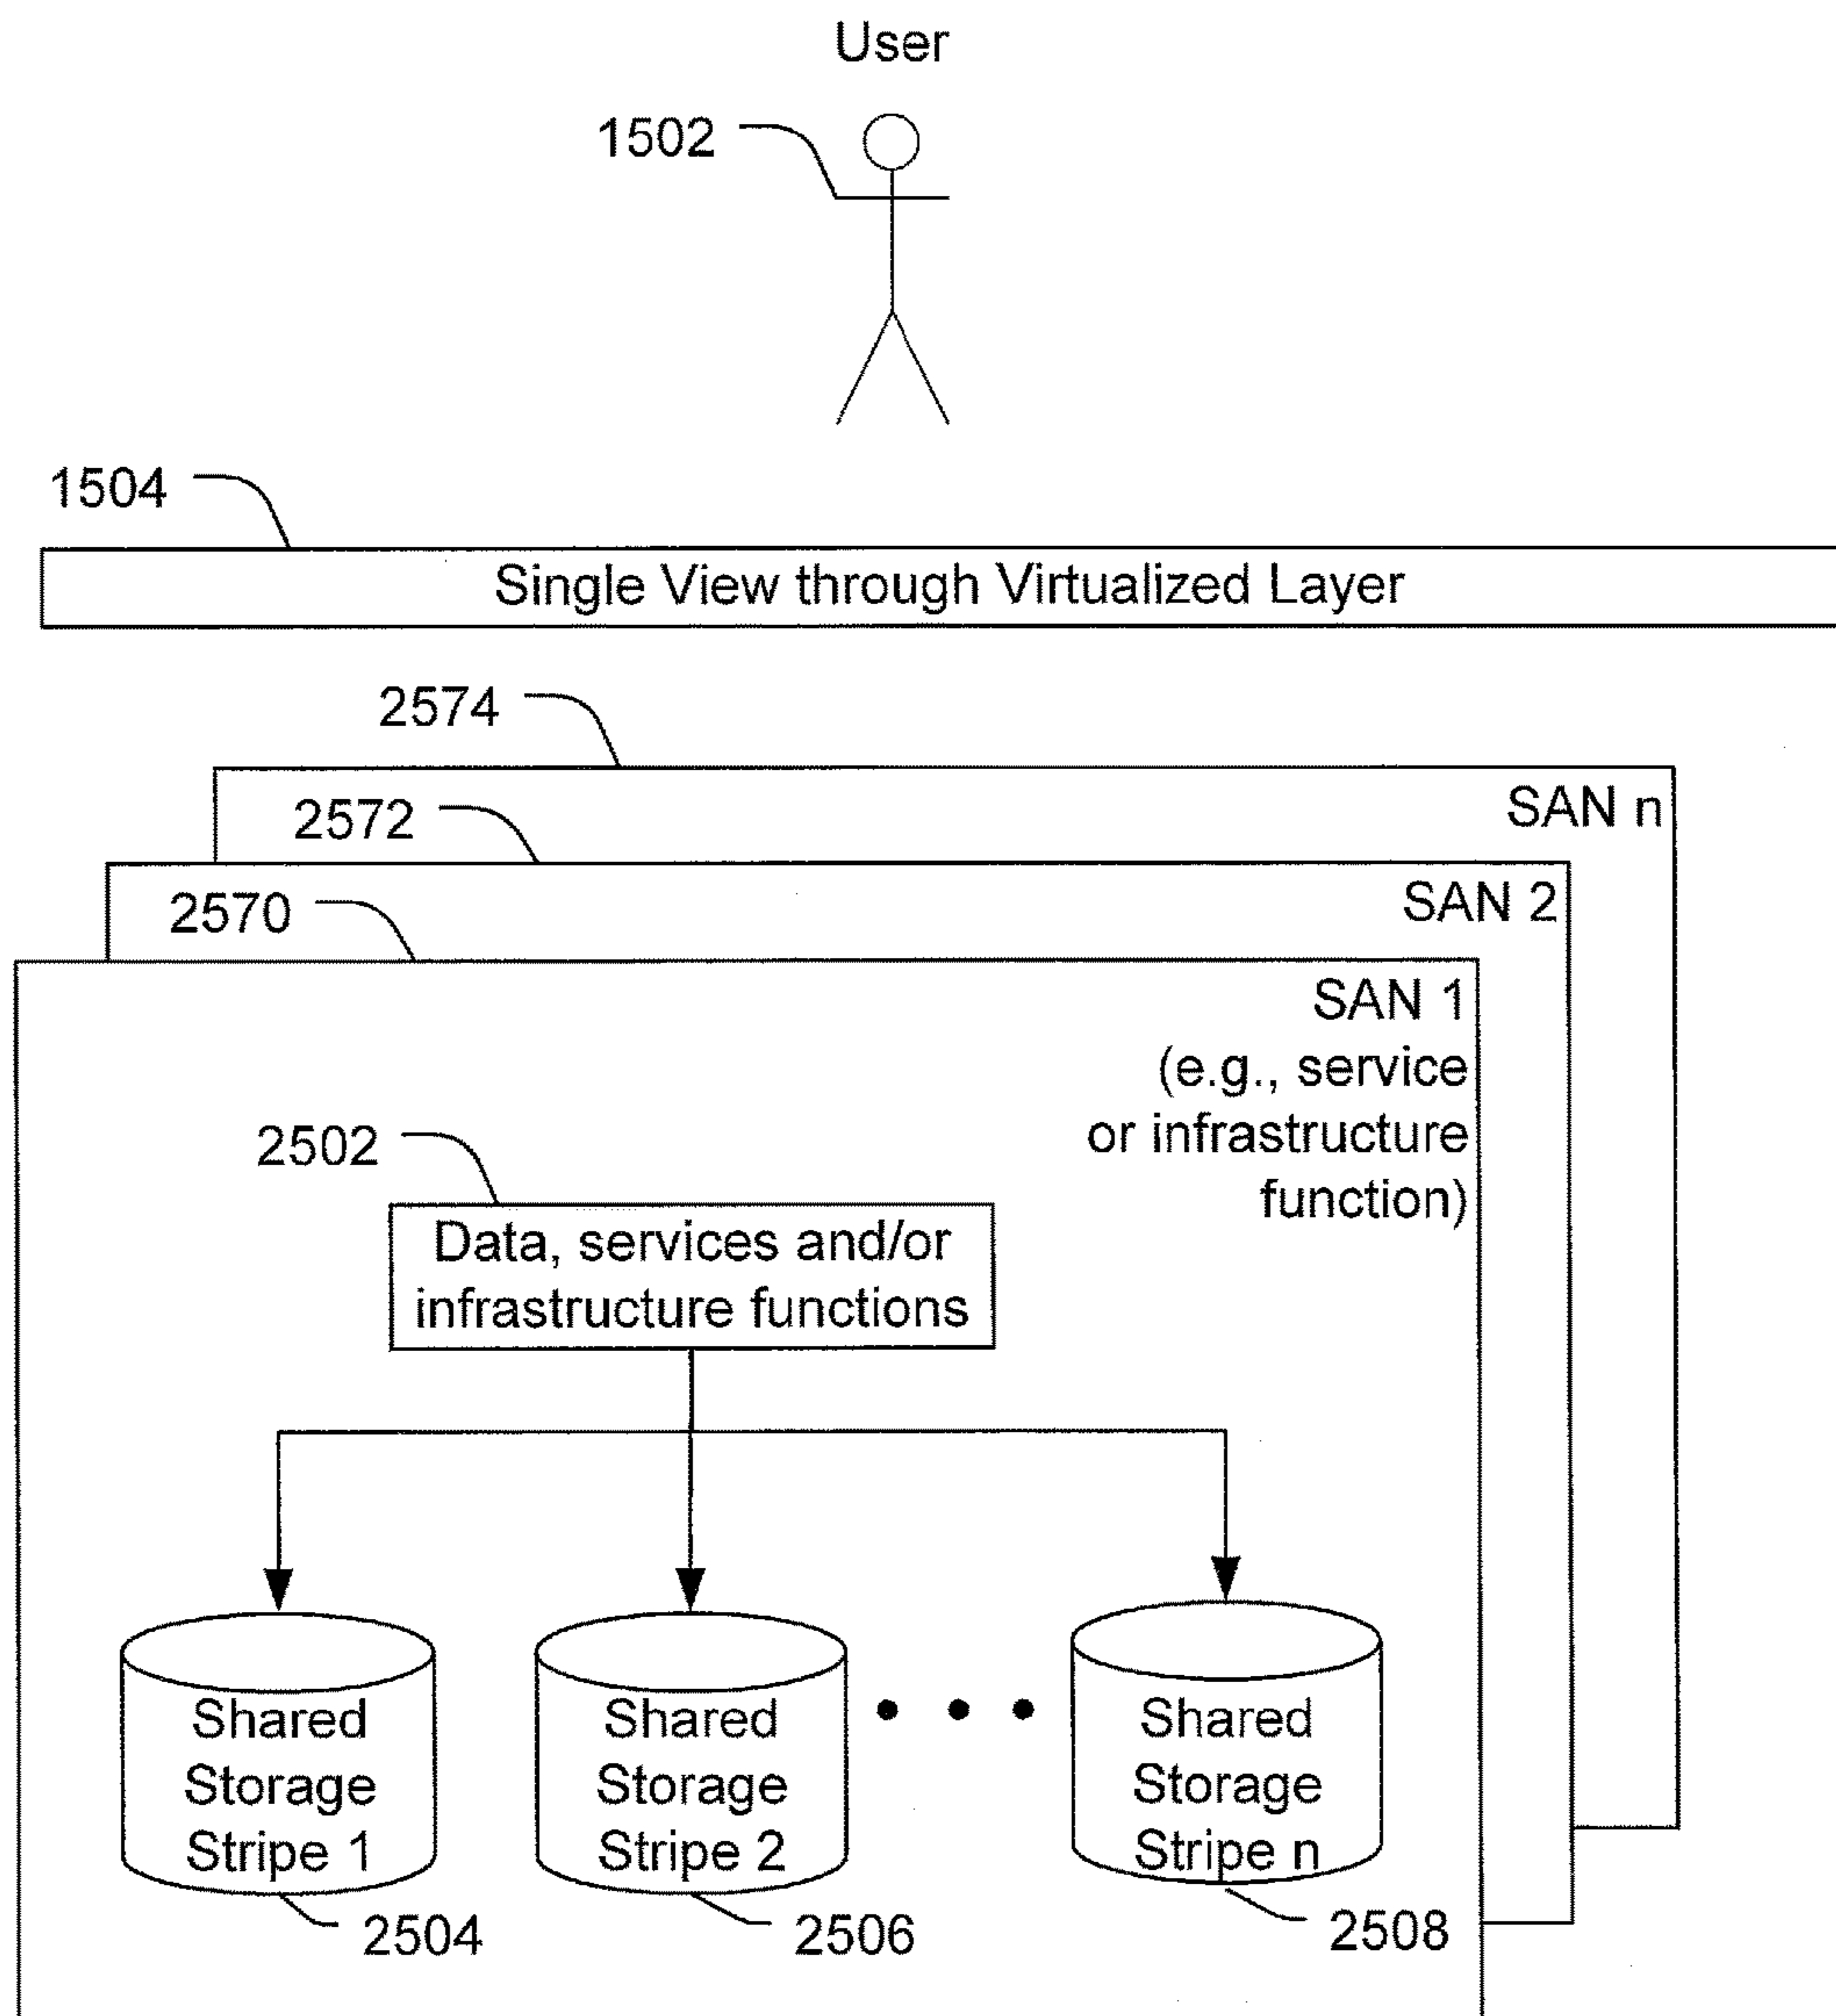 User
1502
1504
Single View through Virtualized Layer
2574
SAN n
2572
SAN 2
2570
SAN 1
(e.g., service
or infrastructure
function)
2502
Data, services and/or
infrastructure functions
Shared
Storage
Stripe 1
Shared
Storage
Stripe 2
Shared
Storage
Stripe n
2504
2506
2508